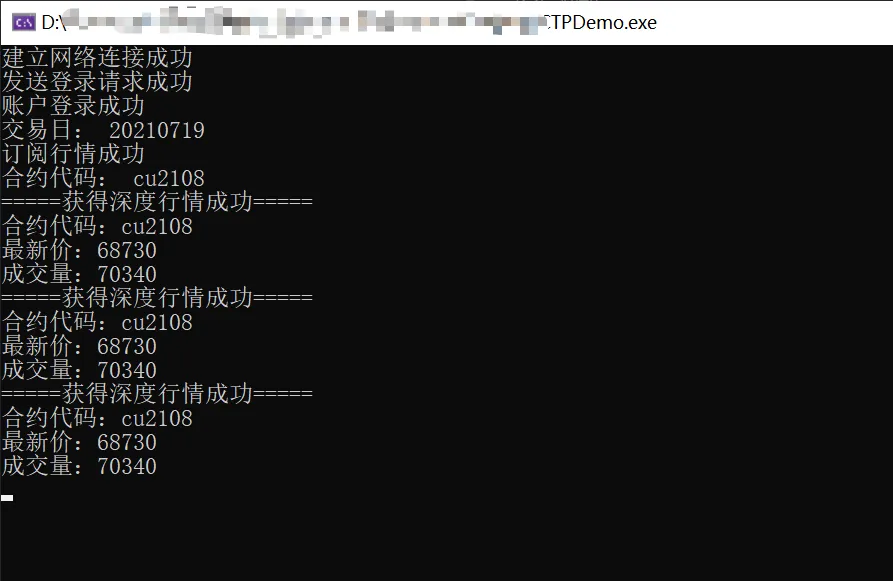 D:\ CTPDemo.exe
建立网络连接成功
发送登录请求成功
账户登录成功
交易日： 20210719
订阅行情成功
合约代码： cu2108
=====获得深度行情成功=====
合约代码：cu2108
最新价：68730
成交量：70340
=====获得深度行情成功=====
合约代码：cu2108
最新价：68730
成交量：70340
=====获得深度行情成功=====
合约代码：cu2108
最新价：68730
成交量：70340